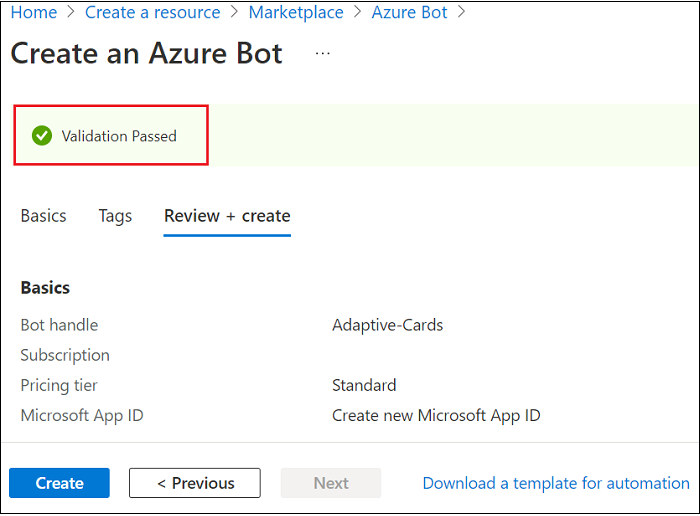 Home > Create a resource > Marketplace > Azure Bot >
Create an Azure Bot ...
Validation Passed
Basics Tags Review + create
Basics
Bot handle Adaptive-Cards
Subscription
Pricing tier Standard
Microsoft App ID Create new Microsoft App ID
Create < Previous Next Download a template for automation